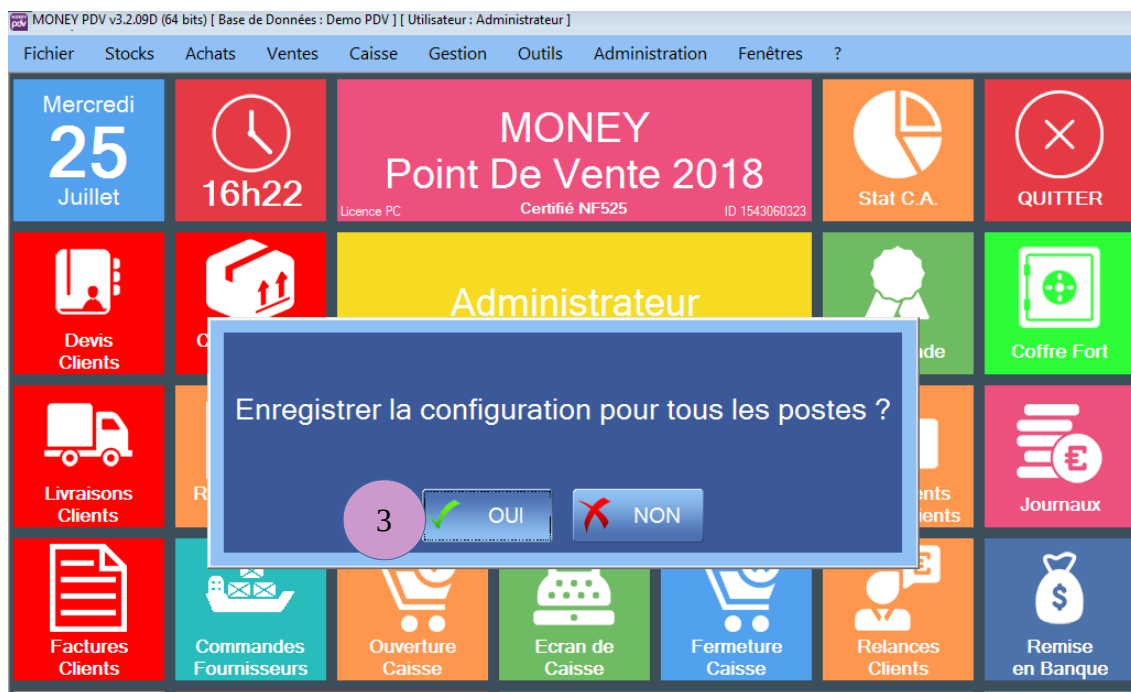 MONEY PDV v3.2.09D (64 bits) [ Base de Données : Demo PDV ] [ Utilisateur : Administrateur ]
Fichier Stocks Achats Ventes Caisse Gestion Outils Administration Fenêtres ?
Mercredi
25
Juillet
16h22
MONEY
Point De Vente 2018
Licence PC Certifié NF525 ID 1543060323
Stat C.A.
QUITTER
Devis
Clients
Administrateur
Coffre Fort
Enregistrer la configuration pour tous les postes ?
3 OUI NON
Livraisons
Clients
Journaux
Factures
Clients
Commandes
Fournisseurs
Ouverture
Caisse
Ecran de
Caisse
Fermeture
Caisse
Relances
Clients
Remise
en Banque